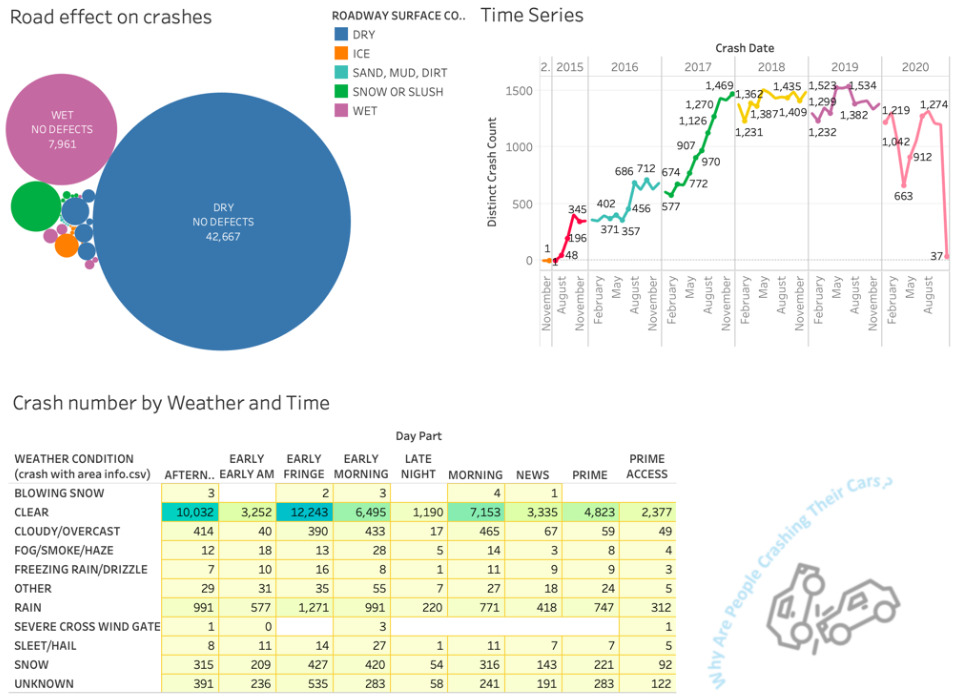 Road effect on crashes
ROADWAY SURFACE CO..
DRY
ICE
SAND, MUD, DIRT
SNOW OR SLUSH
WET
WET
NO DEFECTS
7,961
DRY
NO DEFECTS
42,667
Time Series
Crash Date
2. 2015 2016 2017 2018 2019 2020
Distinct Crash Count
1500
1000
500
0
1 1 48 196 345
371 402 357 456 686 712
577 674 772 907 970 1,126 1,270 1,469
1,231 1,362 1,387 1,435 1,409
1,232 1,299 1,523 1,534 1,382
1,219 1,042 663 912 1,274 37
November August November February May August November February May August November February May August November February May August November February May August
Crash number by Weather and Time
Day Part
WEATHER CONDITION (crash with area info.csv) AFTERN.. EARLY EARLY AM EARLY FRINGE EARLY MORNING LATE NIGHT MORNING NEWS PRIME PRIME ACCESS
BLOWING SNOW 3 2 3 4 1
CLEAR 10,032 3,252 12,243 6,495 1,190 7,153 3,335 4,823 2,377
CLOUDY/OVERCAST 414 40 390 433 17 465 67 59 49
FOG/SMOKE/HAZE 12 18 13 28 5 14 3 8 4
FREEZING RAIN/DRIZZLE 7 10 16 8 1 11 9 9 3
OTHER 29 31 35 55 7 27 18 24 5
RAIN 991 577 1,271 991 220 771 418 747 312
SEVERE CROSS WIND GATE 1 0 3 1
SLEET/HAIL 8 11 14 27 1 11 7 7 5
SNOW 315 209 427 420 54 316 143 221 92
UNKNOWN 391 236 535 283 58 241 191 283 122
Why Are People Crashing Their Cars?